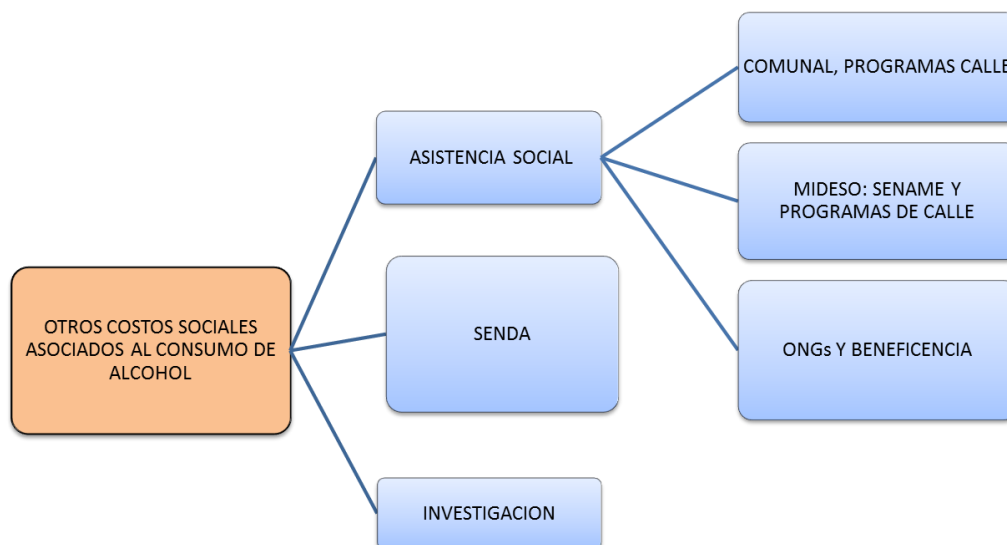 COMUNAL, PROGRAMAS CALLE
ASISTENCIA SOCIAL
MIDESO: SENAME Y
PROGRAMAS DE CALLE
OTROS COSTOS SOCIALES
ASOCIADOS AL CONSUMO DE
ALCOHOL
SENDA
ONGs Y BENEFICENCIA
INVESTIGACION